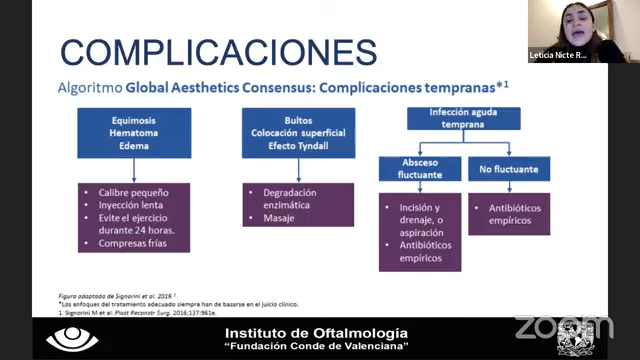 COMPLICACIONES
Leticia Nicte R...
Algoritmo Global Aesthetics Consensus: Complicaciones tempranas*1
Equimosis
Hematoma
Edema
• Calibre pequeño
• Inyección lenta
• Evite el ejercicio
durante 24 horas.
• Compresas frías
Bultos
Colocación superficial
Efecto Tyndall
• Degradación
enzimática
• Masaje
Infección aguda
temprana
Absceso
fluctuante
• Incisión y
drenaje, o
aspiración
• Antibióticos
empíricos
No fluctuante
• Antibióticos
empíricos
Figura adaptada de Signorini et al. 2016 1
*Los enfoques del tratamiento adecuado siempre han de basarse en el juicio clínico.
1. Signorini M et al. Plast Reconstr Surg. 2016;137:961e.
Instituto de Oftalmología
“Fundación Conde de Valenciana”
zoom